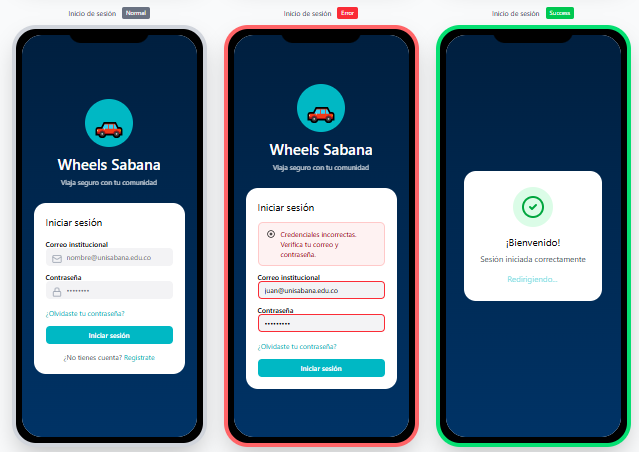 Inicio de sesión Normal
Wheels Sabana
Viaja seguro con tu comunidad
Iniciar sesión
Correo institucional
nombre@unisabana.edu.co
Contraseña
••••••••
¿Olvidaste tu contraseña?
Iniciar sesión
¿No tienes cuenta? Regístrate
Inicio de sesión Error
Wheels Sabana
Viaja seguro con tu comunidad
Iniciar sesión
Credenciales incorrectas.
Verifica tu correo y
contraseña.
Correo institucional
juan@unisabana.edu.co
Contraseña
•••••••••
¿Olvidaste tu contraseña?
Iniciar sesión
Inicio de sesión Success
¡Bienvenido!
Sesión iniciada correctamente
Redirigiendo...